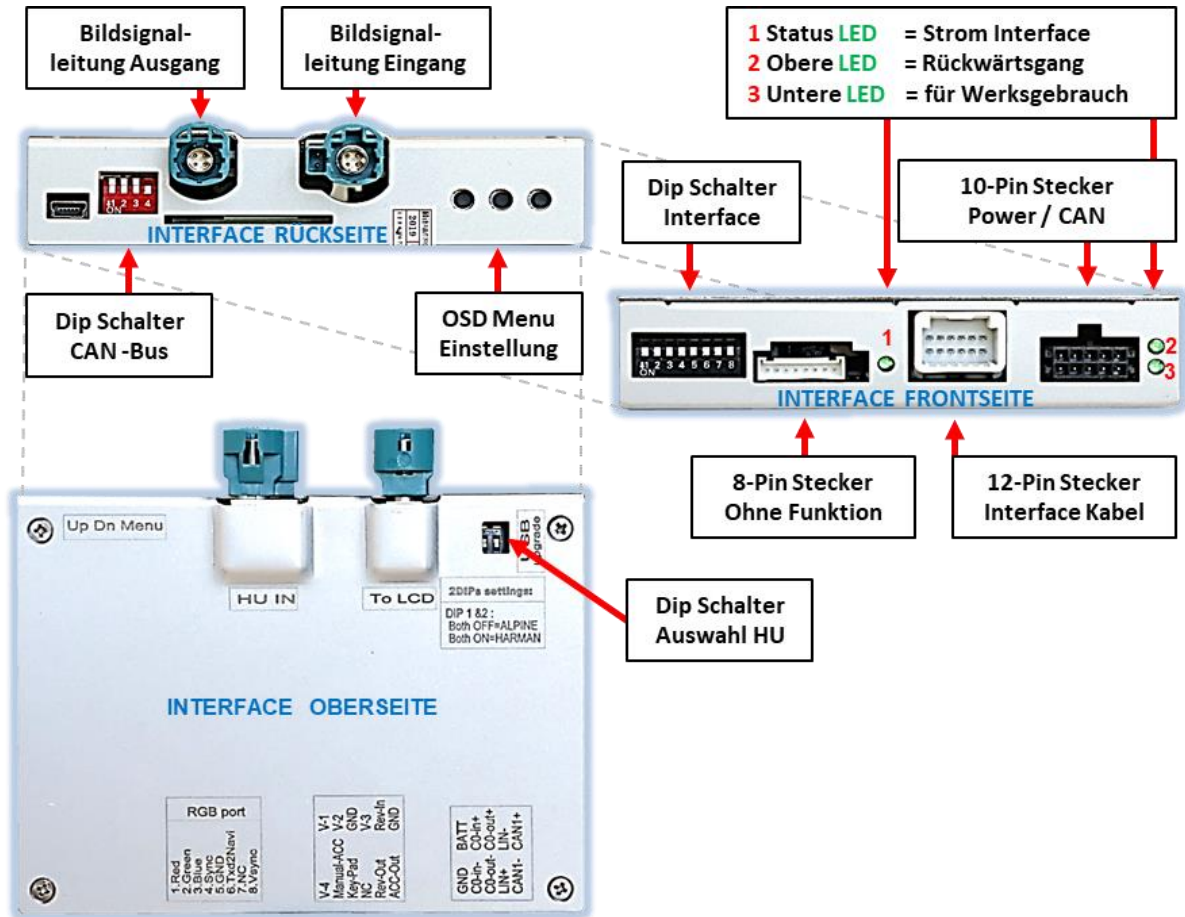 Bildsignal-
leitung Ausgang
Bildsignal-
leitung Eingang
1 Status LED = Strom Interface
2 Obere LED = Rückwärtsgang
3 Untere LED = für Werksgebrauch
Dip Schalter
Interface
10-Pin Stecker
Power / CAN
1 2 3 4
ON
2019
INTERFACE RÜCKSEITE
Dip Schalter
CAN -Bus
OSD Menu
Einstellung
1 2 3 4 5 6 7 8
ON
1
2
3
INTERFACE FRONTSEITE
8-Pin Stecker
Ohne Funktion
12-Pin Stecker
Interface Kabel
Up Dn Menu
HU IN
To LCD
USB
Upgrade
2DIPs settings:
DIP 1 &2 :
Both OFF=ALPINE
Both ON=HARMAN
Dip Schalter
Auswahl HU
INTERFACE OBERSEITE
RGB port
1.Red
2.Green
3.Blue
4.Sync
5.GND
6.Txd2Navi
7.NC
8.Vsync
V-4 V-1
Manual-ACC V-2
Key-Pad GND
NC V-3
Rev-Out Rev-In
ACC-Out GND
GND BATT
C0-in- C0-in+
C0-out- C0-out+
LIN+ LIN-
CAN1- CAN1+